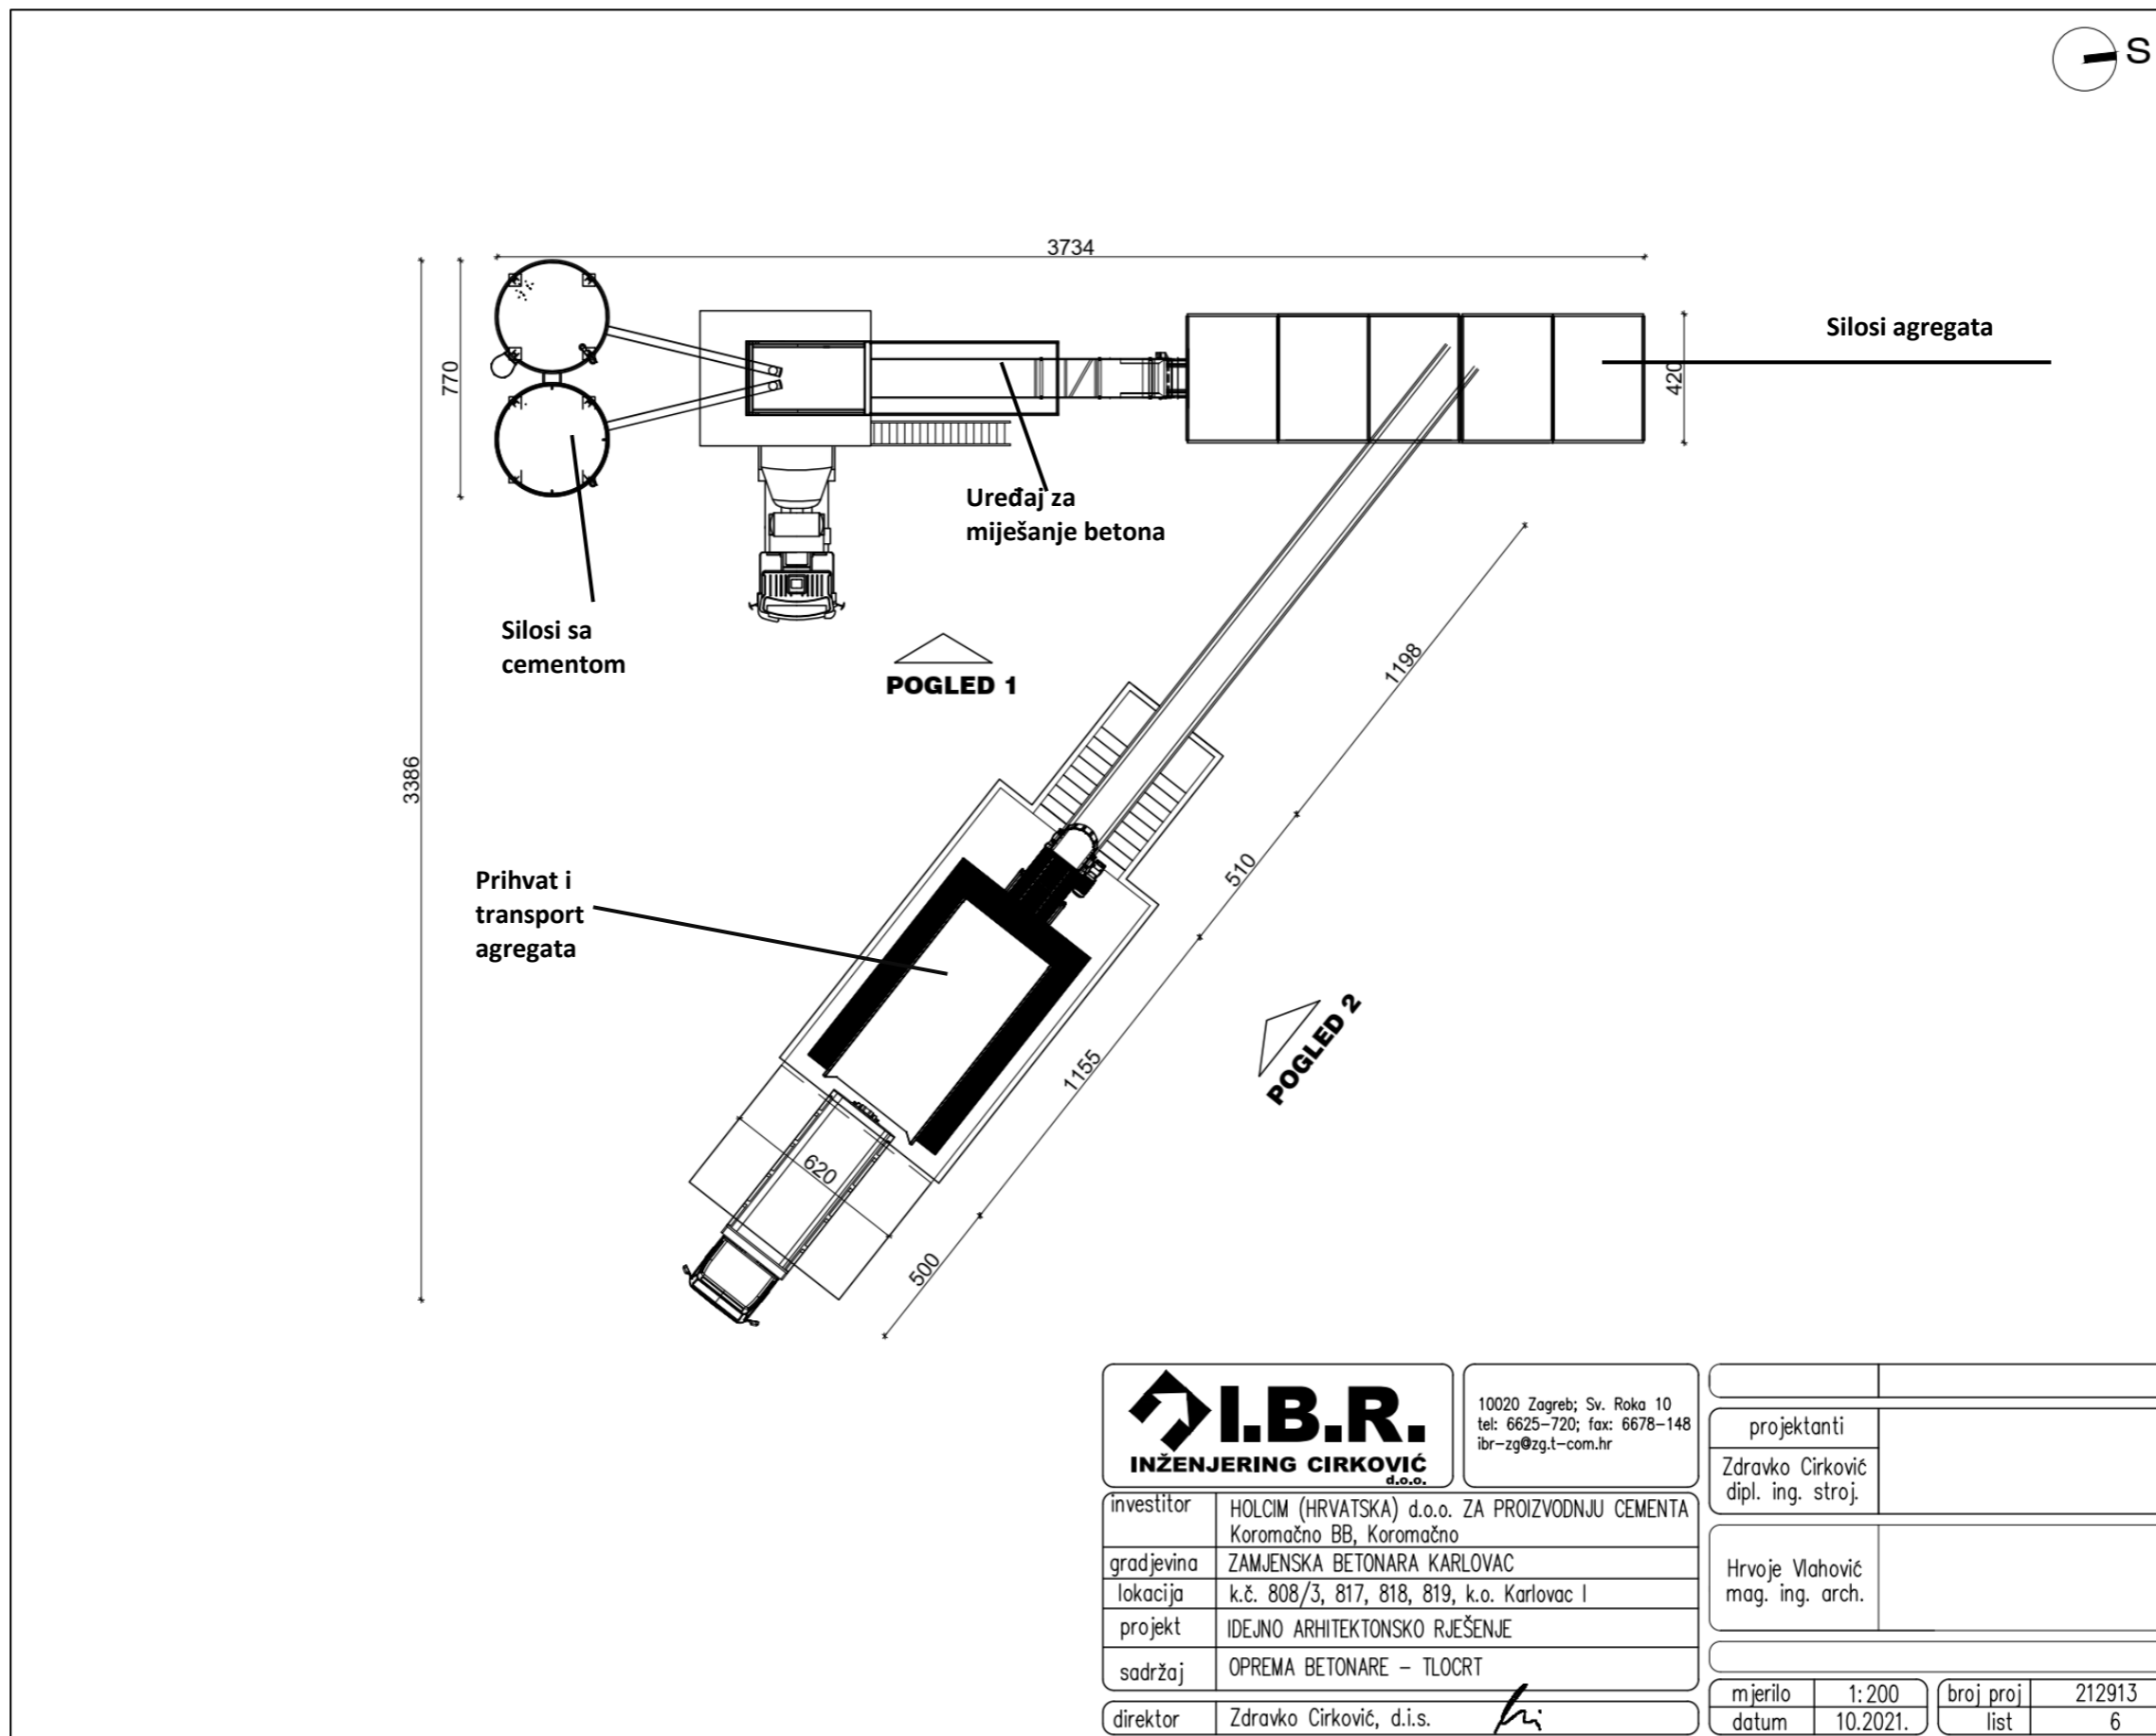 S
3734
Silosi agregata
770
420
Uređaj za
miješanje betona
Silosi sa
cementom
POGLED 1
1198
3386
510
Prihvat i
transport
agregata
POGLED 2
1155
620
500
I.B.R.
INŽENJERING CIRKOVIĆ
d.o.o.
10020 Zagreb; Sv. Roka 10
tel: 6625-720; fax: 6678-148
ibr-zg@zg.t-com.hr
investitor HOLCIM (HRVATSKA) d.o.o. ZA PROIZVODNJU CEMENTA
Koromačno BB, Koromačno
gradjevina ZAMJENSKA BETONARA KARLOVAC
lokacija k.č. 808/3, 817, 818, 819, k.o. Karlovac I
projekt IDEJNO ARHITEKTONSKO RJEŠENJE
sadržaj OPREMA BETONARE - TLOCRT
direktor Zdravko Cirković, d.i.s.
projektanti
Zdravko Cirković
dipl. ing. stroj.
Hrvoje Vlahović
mag. ing. arch.
mjerilo 1:200 broj proj 212913
datum 10.2021. list 6